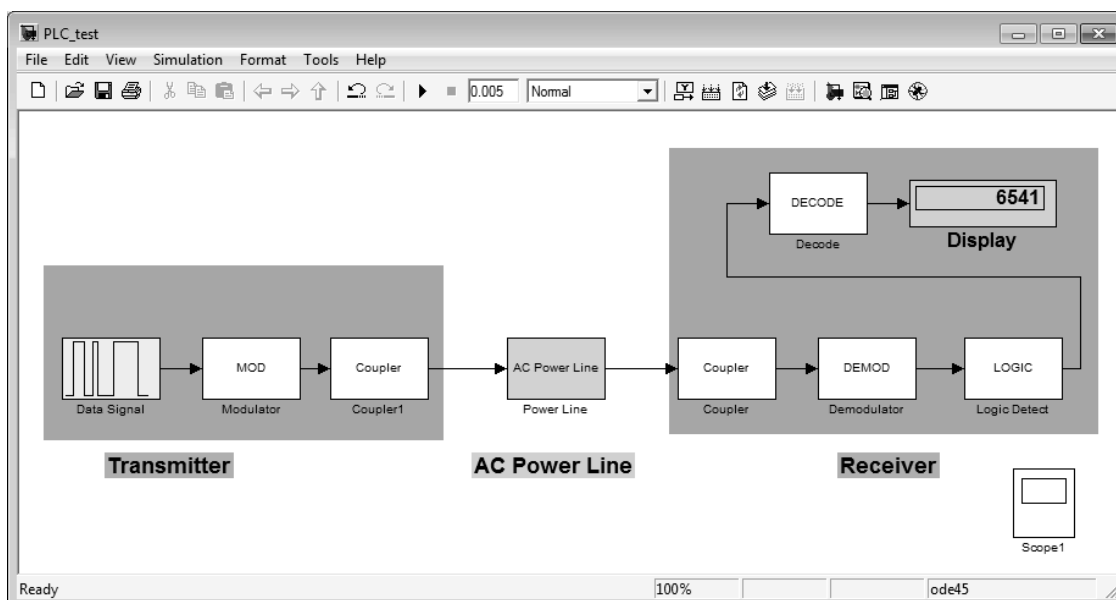 PLC_test
File Edit View Simulation Format Tools Help
0.005 Normal
DECODE
Decode
6541
Display
Data Signal
MOD
Modulator
Coupler
Coupler1
AC Power Line
Power Line
Coupler
Coupler
DEMOD
Demodulator
LOGIC
Logic Detect
Transmitter
AC Power Line
Receiver
Scope1
Ready 100% ode45